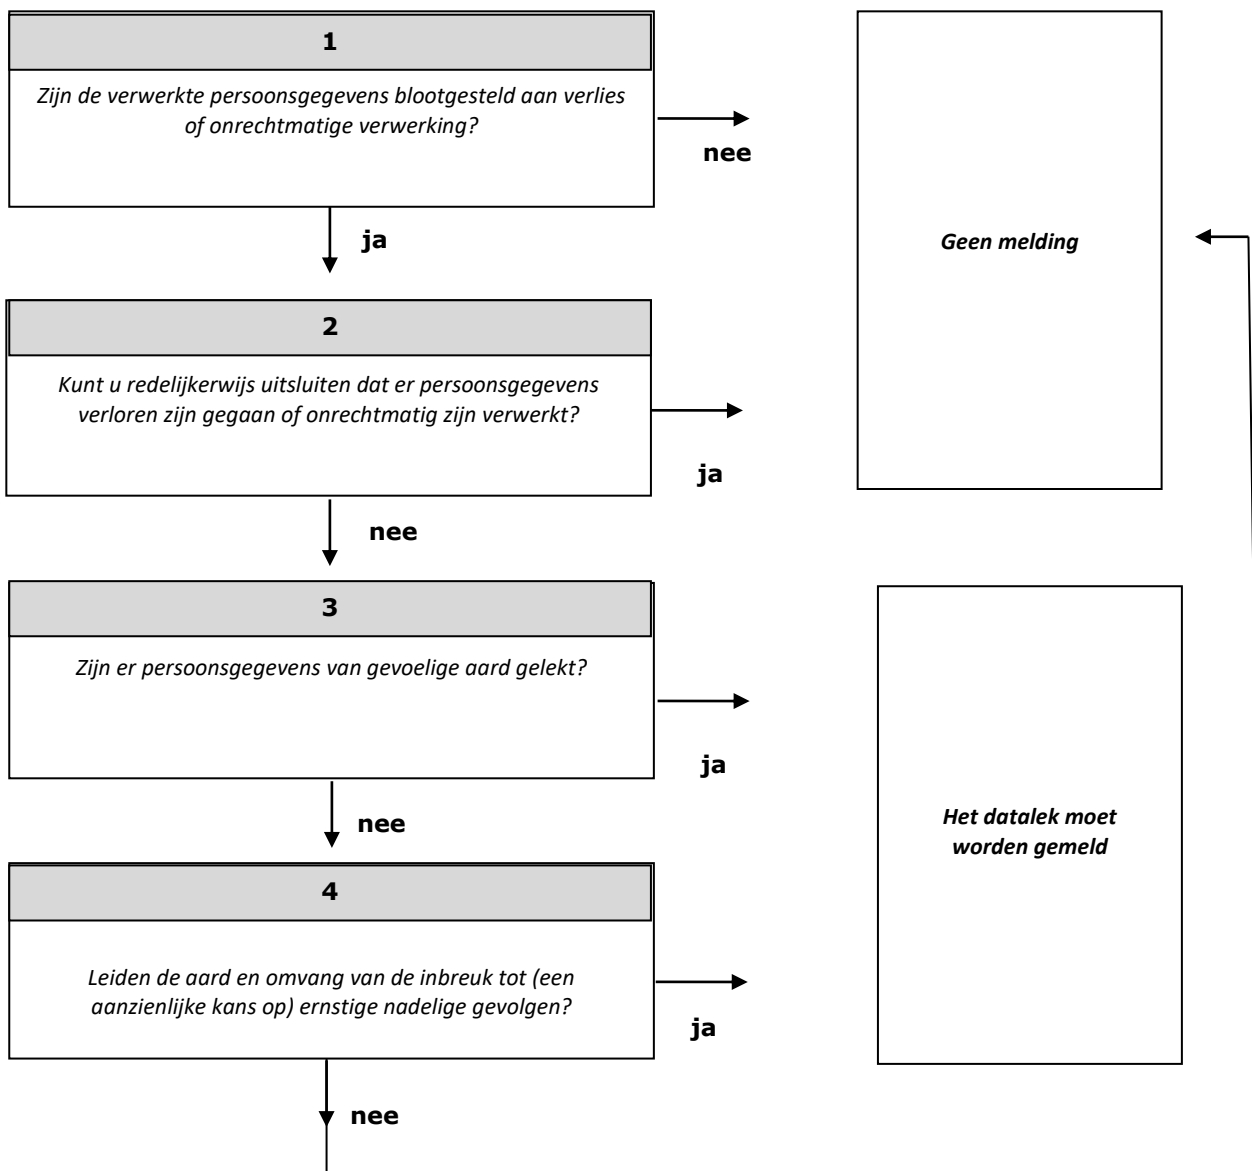 1
Zijn de verwerkte persoonsgegevens blootgesteld aan verlies
of onrechtmatige verwerking?
nee
ja
Geen melding
2
Kunt u redelijkerwijs uitsluiten dat er persoonsgegevens
verloren zijn gegaan of onrechtmatig zijn verwerkt?
ja
nee
3
Zijn er persoonsgegevens van gevoelige aard gelekt?
ja
nee
Het datalek moet
worden gemeld
4
Leiden de aard en omvang van de inbreuk tot (een
aanzienlijke kans op) ernstige nadelige gevolgen?
ja
nee